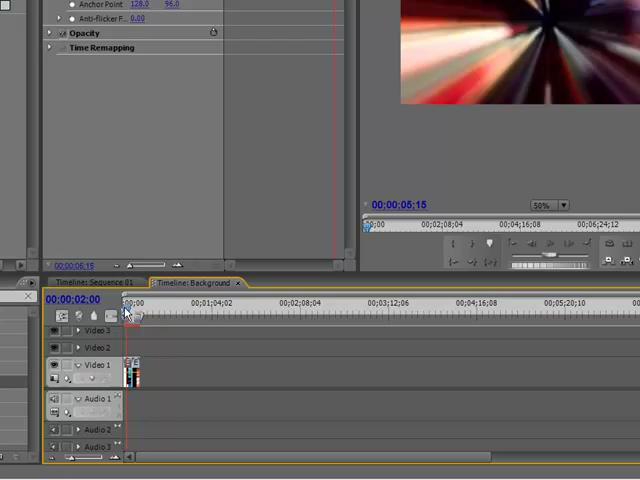 Anchor Point 128.0 96.0
Anti-flicker F... 0.00
Opacity
Time Remapping
00;00;05;15
50%
;00;00 00;02;08;04 00;04;16;08 00;06;24;12
00;00;06;15
Timeline: Sequence 01
Timeline: Background
00;00;02;00
;00;00 00;01;04;02 00;02;08;04 00;03;12;06 00;04;16;08 00;05;20;10
Video 3
Video 2
Video 1
Audio 1
Audio 2
Audio 3